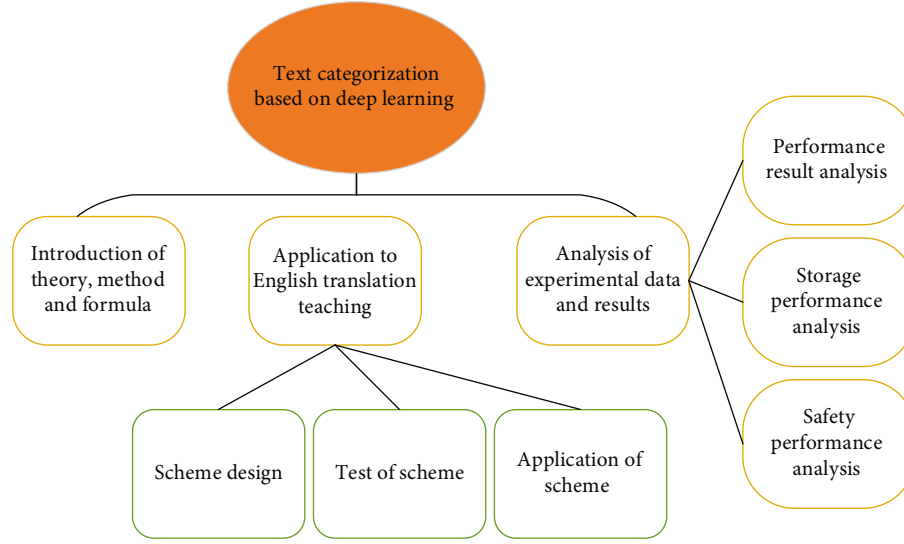 Text categorization
based on deep learning
Introduction of
theory, method
and formula
Application to
English translation
teaching
Analysis of
experimental data
and results
Performance
result analysis
Storage
performance
analysis
Safety
performance
analysis
Scheme design
Test of scheme
Application of
scheme